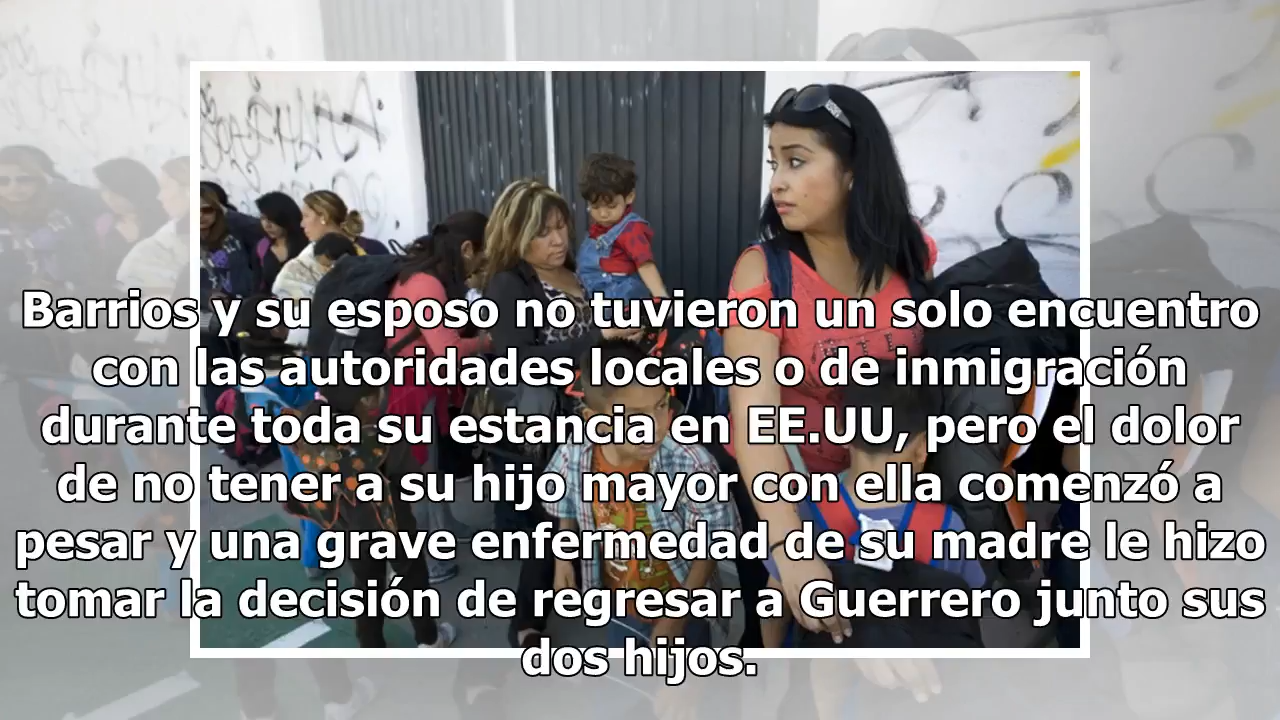 Barrios y su esposo no tuvieron un solo encuentro
con las autoridades locales o de inmigración
durante toda su estancia en EE.UU, pero el dolor
de no tener a su hijo mayor con ella comenzó a
pesar y una grave enfermedad de su madre le hizo
tomar la decisión de regresar a Guerrero junto sus
dos hijos.